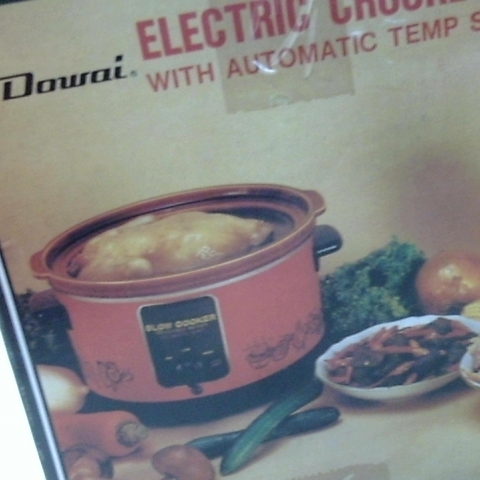 ELECTRIC
Dowai®
WITH AUTOMATIC TEMP
SLOW COOKER